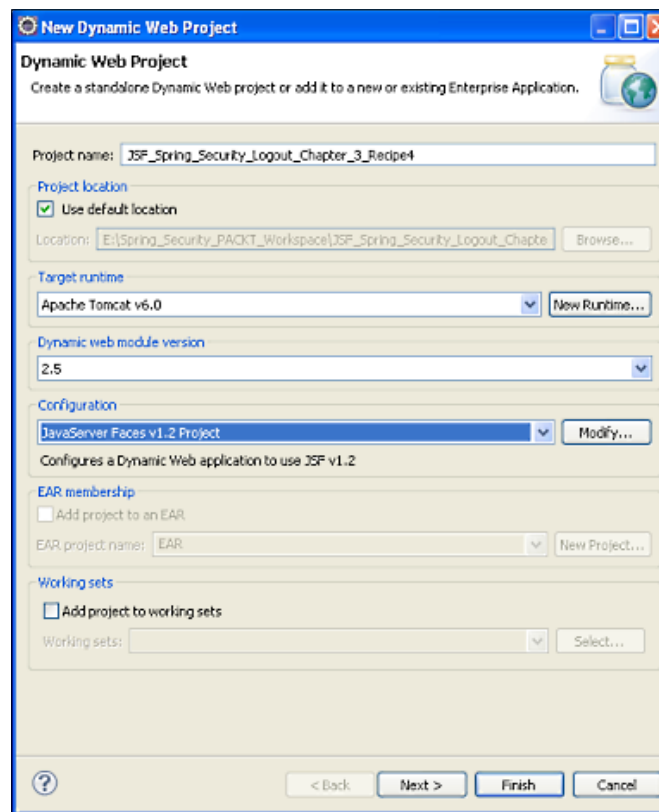 New Dynamic Web Project
Dynamic Web Project
Create a standalone Dynamic Web project or add it to a new or existing Enterprise Application.
Project name: JSF_Spring_Security_Logout_Chapter_3_Recipe4
Project location
Use default location
Location: E:\Spring_Security_PACKT_Workspace\JSF_Spring_Security_Logout_Chapte Browse...
Target runtime
Apache Tomcat v6.0 New Runtime...
Dynamic web module version
2.5
Configuration
JavaServer Faces v1.2 Project Modify...
Configures a Dynamic Web application to use JSF v1.2
EAR membership
Add project to an EAR
EAR project name: EAR New Project...
Working sets
Add project to working sets
Working sets: Select...
? < Back Next > Finish Cancel